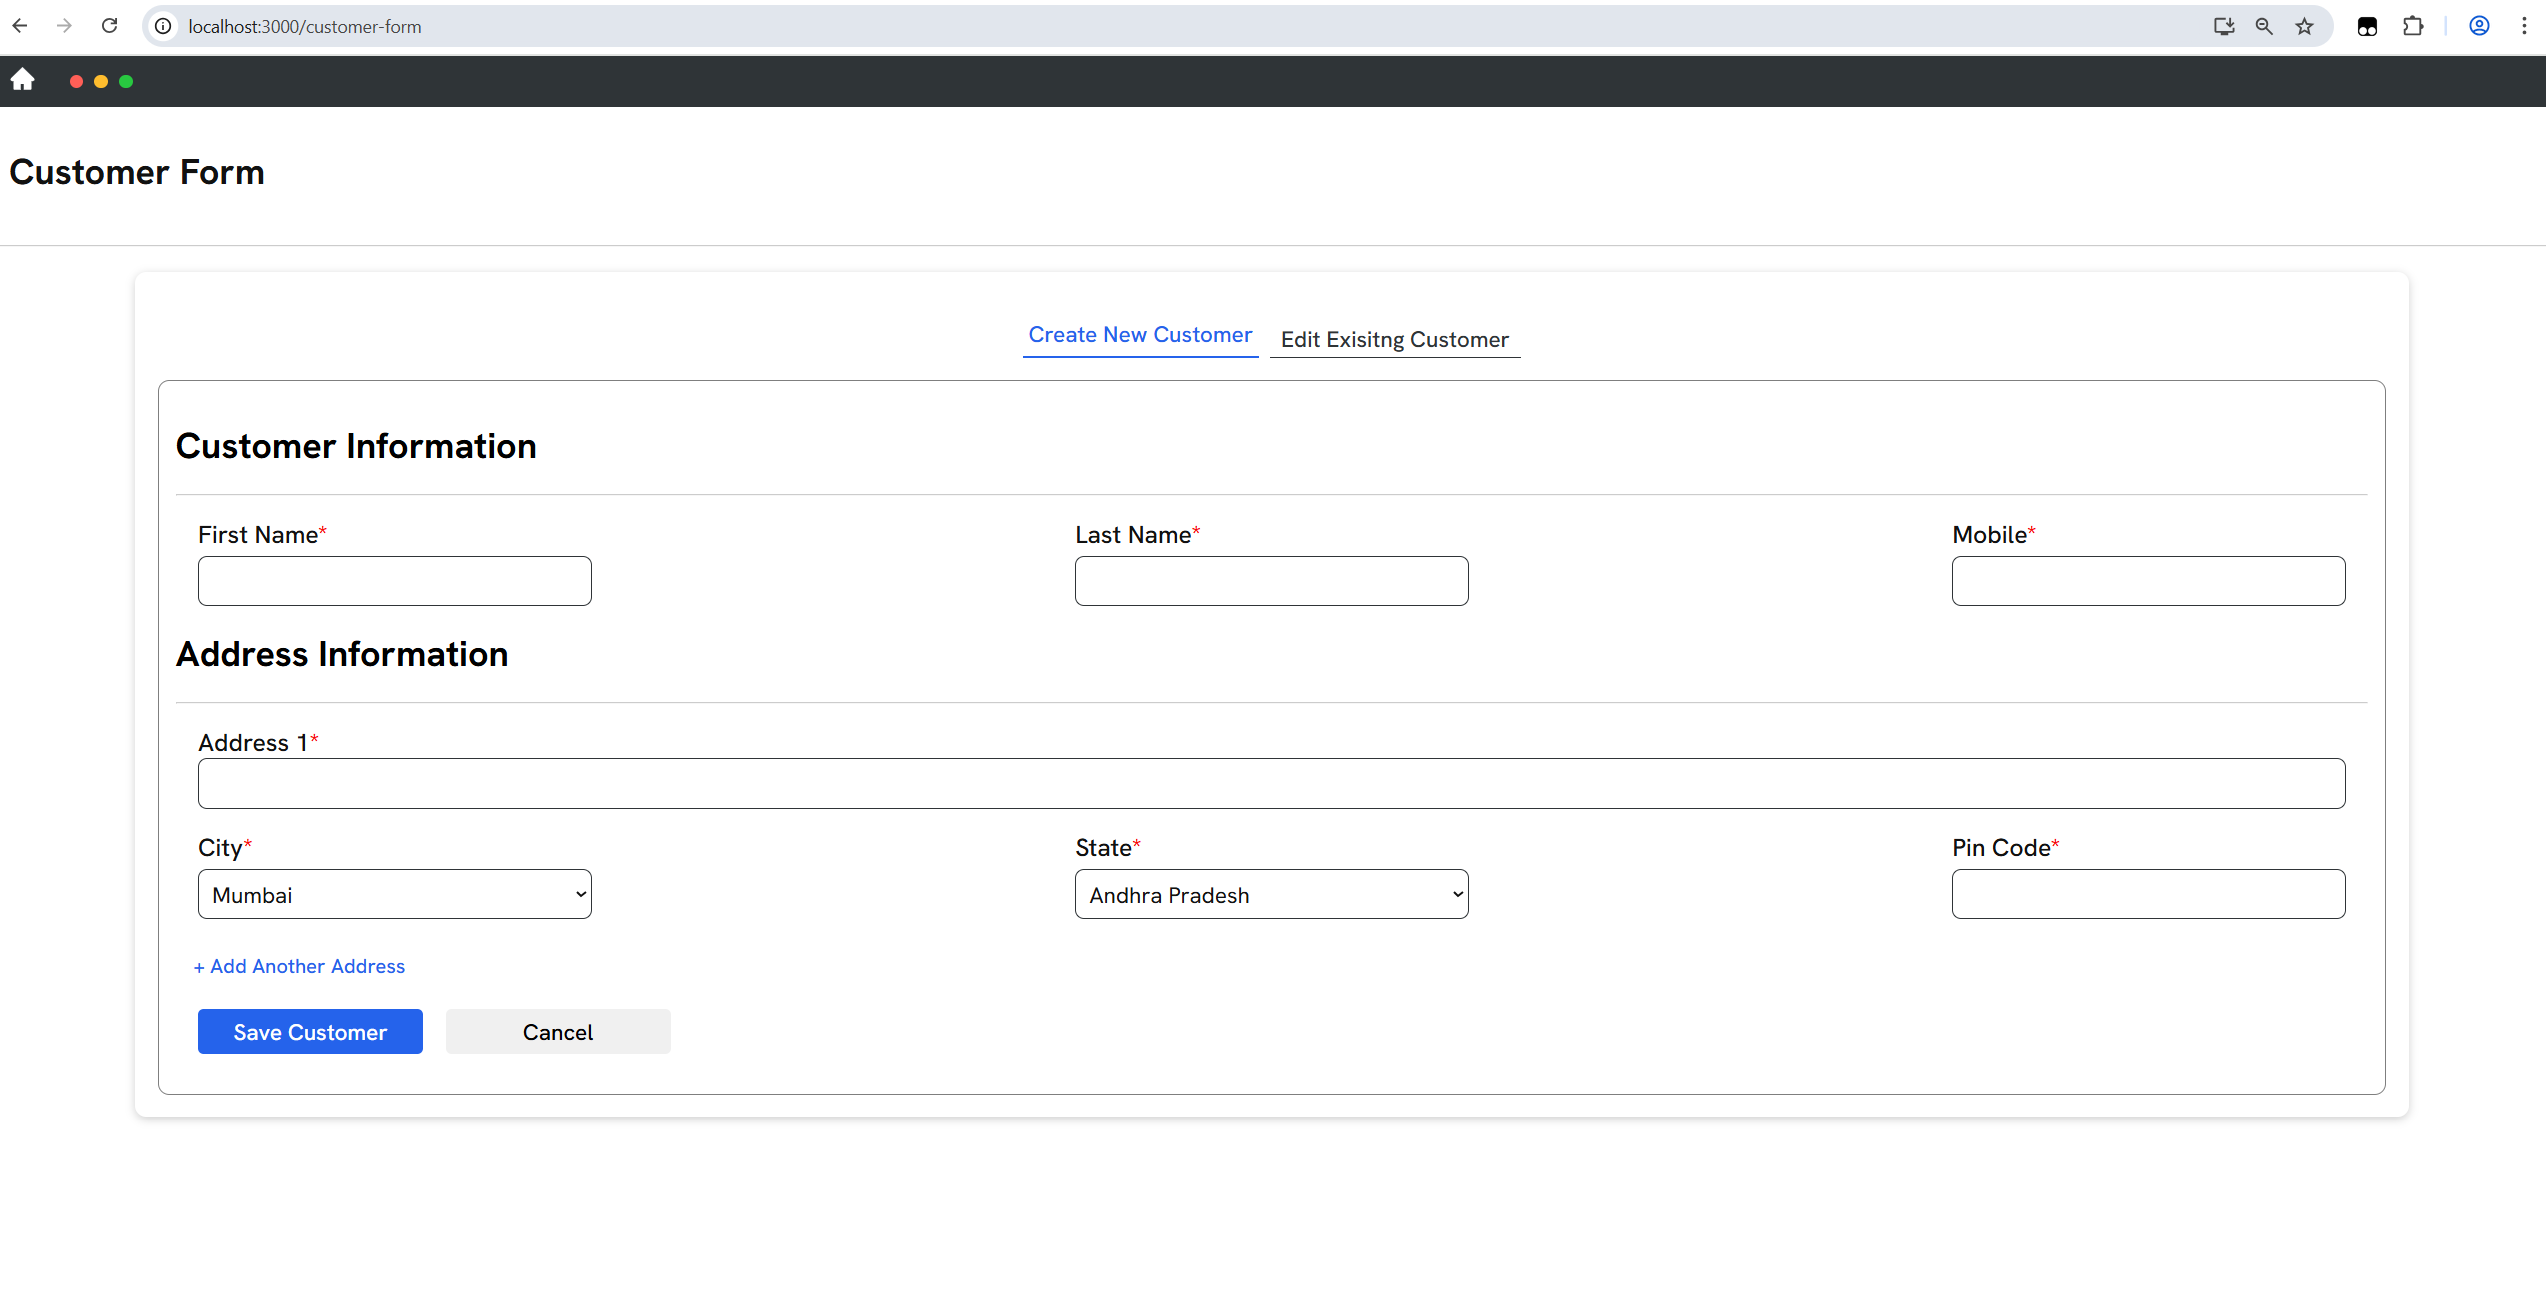 localhost:3000/customer-form
Customer Form
Create New Customer Edit Exisitng Customer
Customer Information
First Name* Last Name* Mobile*
Address Information
Address 1*
City* State* Pin Code*
Mumbai Andhra Pradesh
+ Add Another Address
Save Customer Cancel